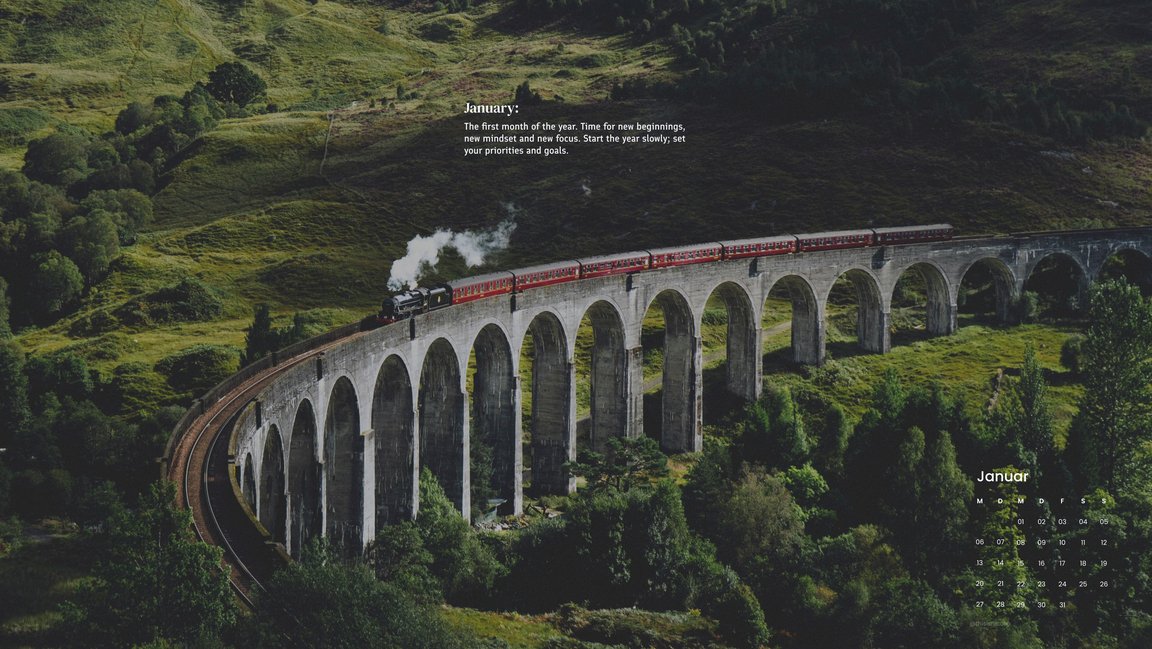 January:
The first month of the year. Time for new beginnings,
new mindset and new focus. Start the year slowly; set
your priorities and goals.
Januar
M D M D F S S
01 02 03 04 05
06 07 08 09 10 11 12
13 14 15 16 17 18 19
20 21 22 23 24 25 26
27 28 29 30 31